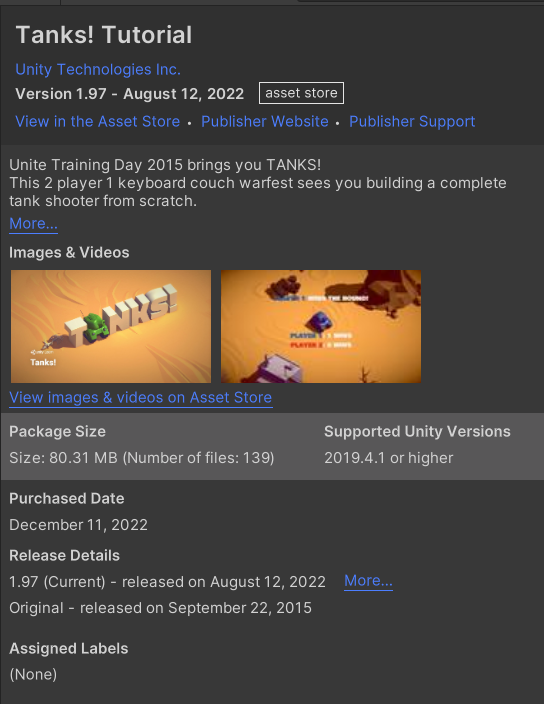 Tanks! Tutorial
Unity Technologies Inc.
Version 1.97 - August 12, 2022 asset store
View in the Asset Store • Publisher Website • Publisher Support
Unite Training Day 2015 brings you TANKS!
This 2 player 1 keyboard couch warfest sees you building a complete
tank shooter from scratch.
More...
Images & Videos
TANKS!
Tanks!
WINS THE ROUND!
PLAYER
PLAYER 2
View images & videos on Asset Store
Package Size
Supported Unity Versions
Size: 80.31 MB (Number of files: 139)
2019.4.1 or higher
Purchased Date
December 11, 2022
Release Details
1.97 (Current) - released on August 12, 2022 More...
Original - released on September 22, 2015
Assigned Labels
(None)